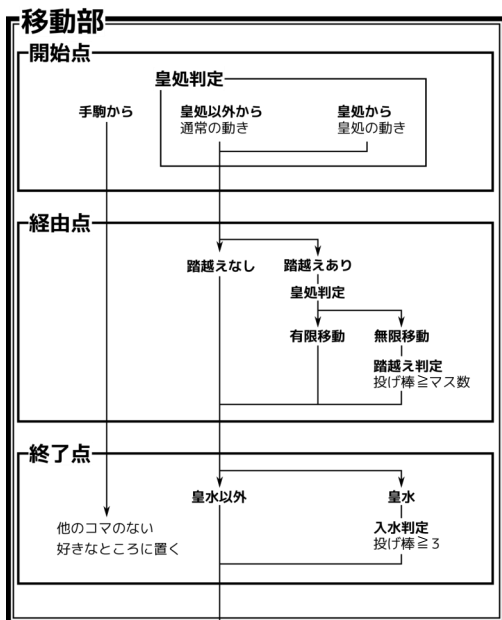 移動部
開始点
皇処判定
手駒から
皇処以外から
通常の動き
皇処から
皇処の動き
経由点
踏越えなし
踏越えあり
皇処判定
有限移動
無限移動
踏越え判定
投げ棒≧マス数
終了点
皇水以外
皇水
他のコマのない
好きなところに置く
入水判定
投げ棒≧3